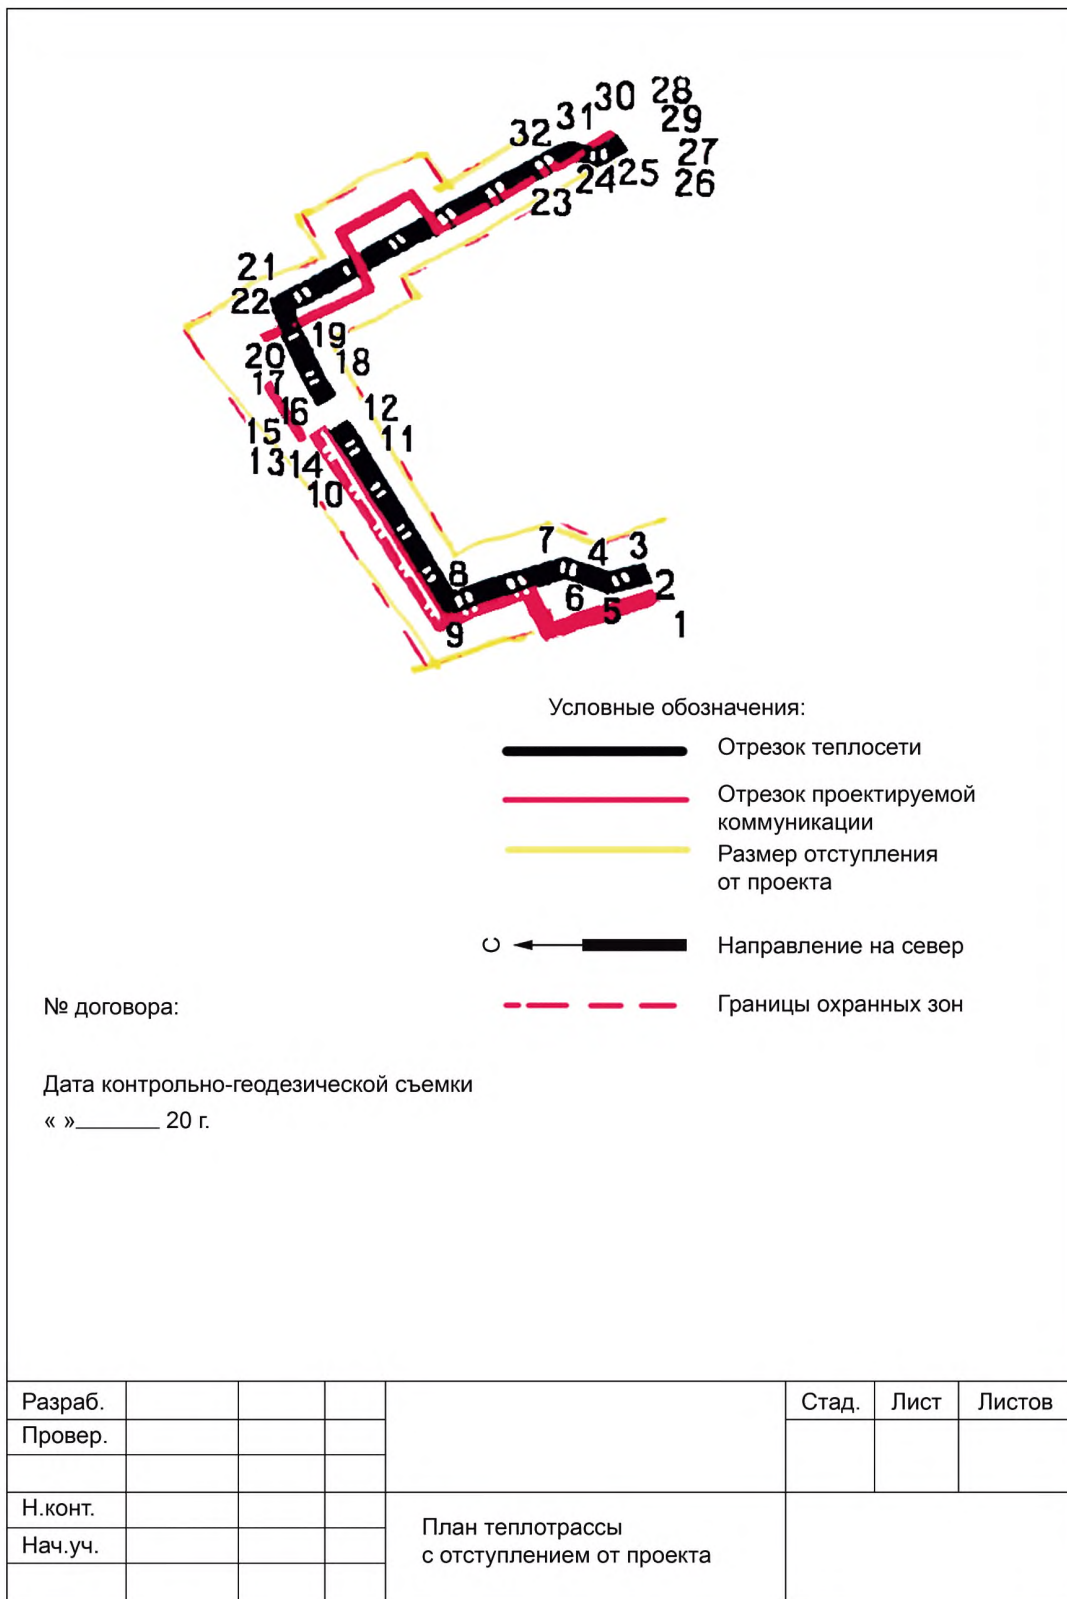 28
30
29
31
32
27
25
24
26
23
21
22
19
20
18
17
12
16
15
11
13
14
10
7
4
3
8
6
2
5
1
9
Условные обозначения:
Отрезок теплосети
Отрезок проектируемой
коммуникации
Размер отступления
от проекта
С
Направление на север
Границы охранных зон
№ договора:
Дата контрольно-геодезической съемки
« »_______ 20 г.
Разраб.
Стад. Лист Листов
Провер.
Н.конт.
Нач.уч.
План теплотрассы
с отступлением от проекта